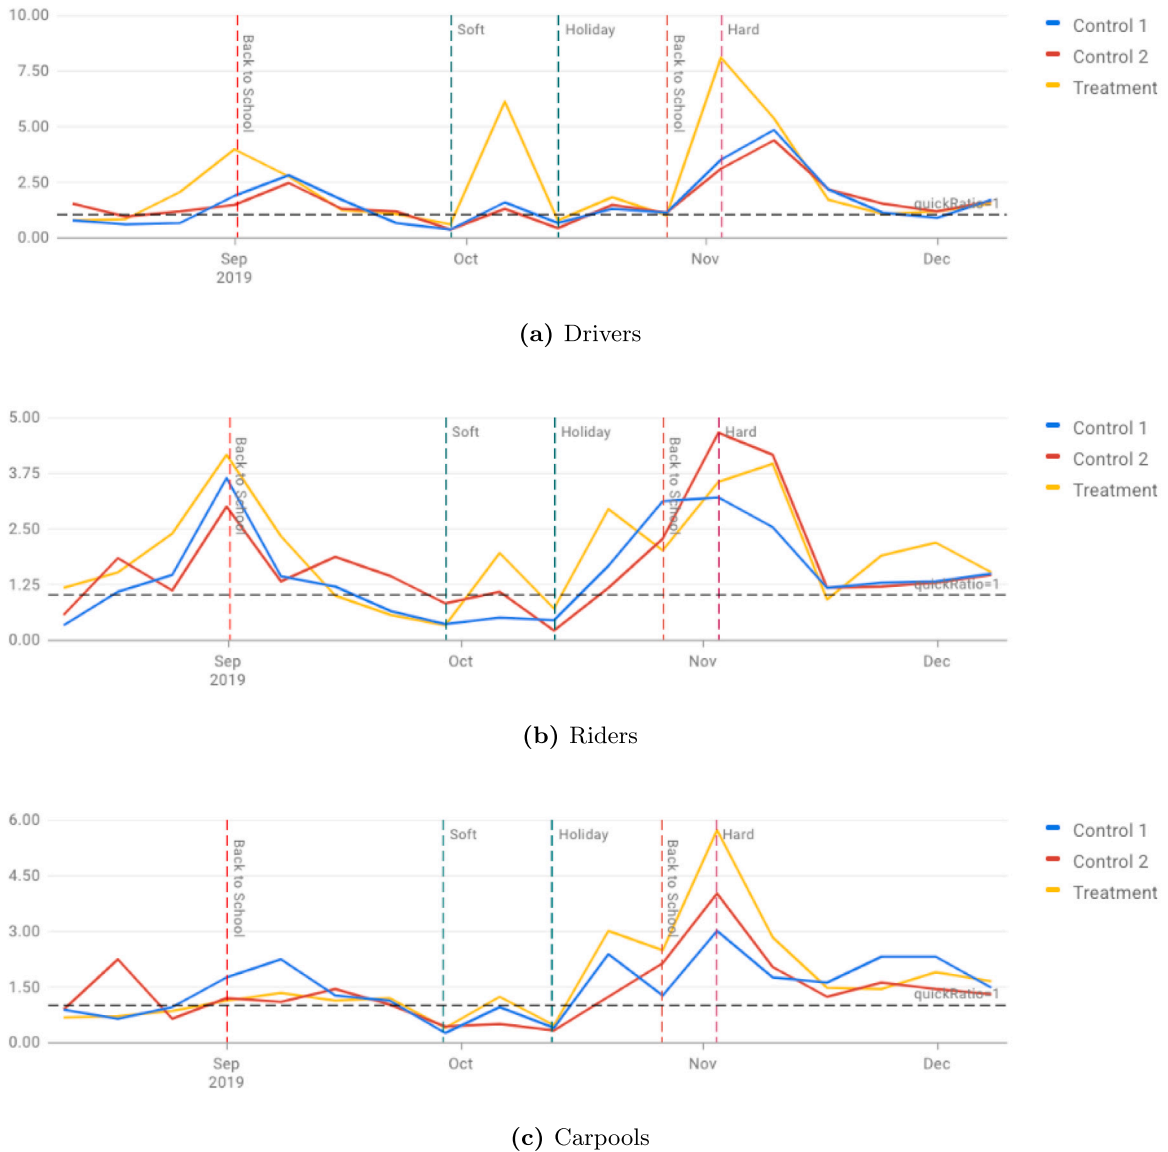 10.00
7.50
5.00
2.50
0.00
Back to School
Soft
Holiday
Back to School
Hard
quickRatio=1
Sep
2019
Oct
Nov
Dec
Control 1
Control 2
Treatment
(a) Drivers
5.00
3.75
2.50
1.25
0.00
Back to School
Soft
Holiday
Back to School
Hard
quickRatio=1
Sep
2019
Oct
Nov
Dec
Control 1
Control 2
Treatment
(b) Riders
6.00
4.50
3.00
1.50
0.00
Back to School
Soft
Holiday
Back to School
Hard
quickRatio=1
Sep
2019
Oct
Nov
Dec
Control 1
Control 2
Treatment
(c) Carpools